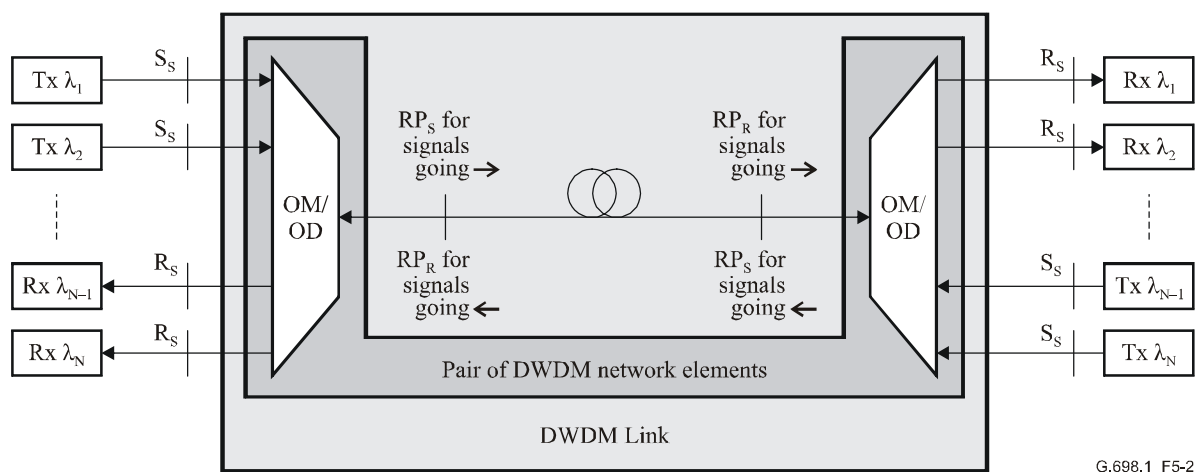 Tx λ1
SS
Tx λ2
SS
Rx λN–1
RS
Rx λN
RS
OM/
OD
RPS for
signals
going →
RPR for
signals
going ←
RPR for
signals
going →
RPS for
signals
going ←
OM/
OD
RS
Rx λ1
RS
Rx λ2
SS
Tx λN–1
SS
Tx λN
Pair of DWDM network elements
DWDM Link
G.698.1_F5-2